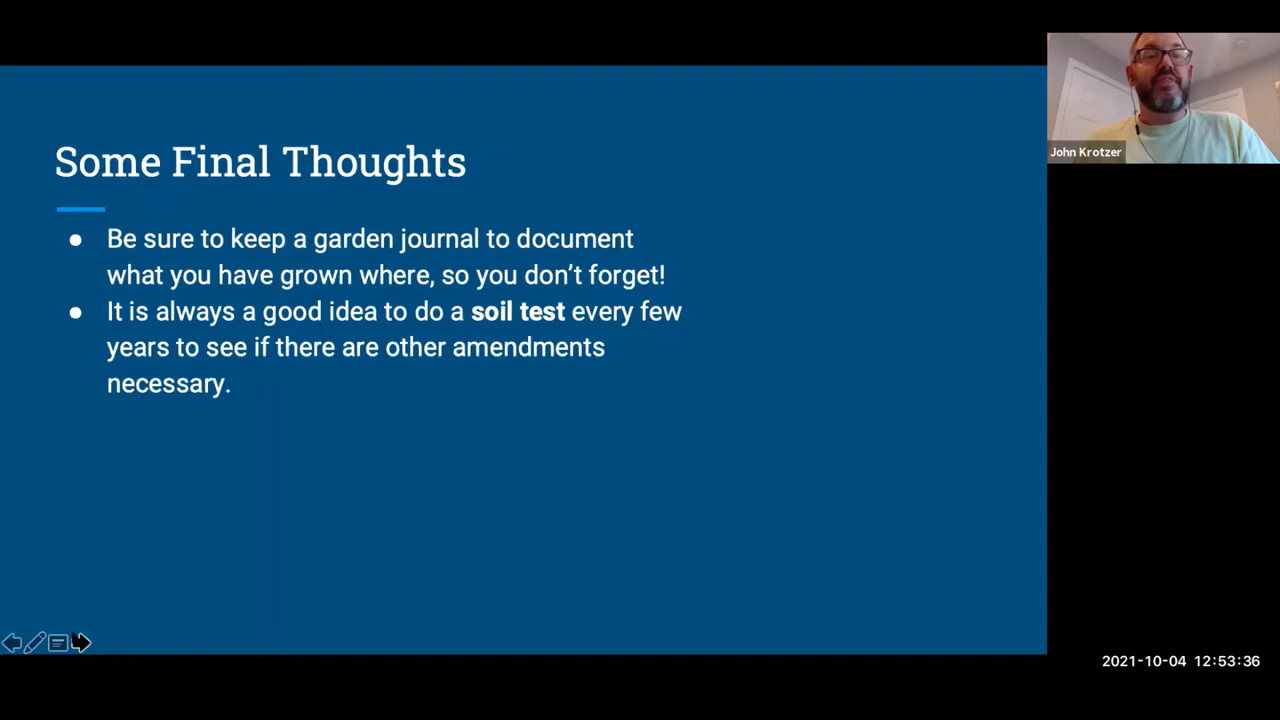 Some Final Thoughts
● Be sure to keep a garden journal to document
what you have grown where, so you don’t forget!
● It is always a good idea to do a soil test every few
years to see if there are other amendments
necessary.
John Krotzer
2021-10-04 12:53:36